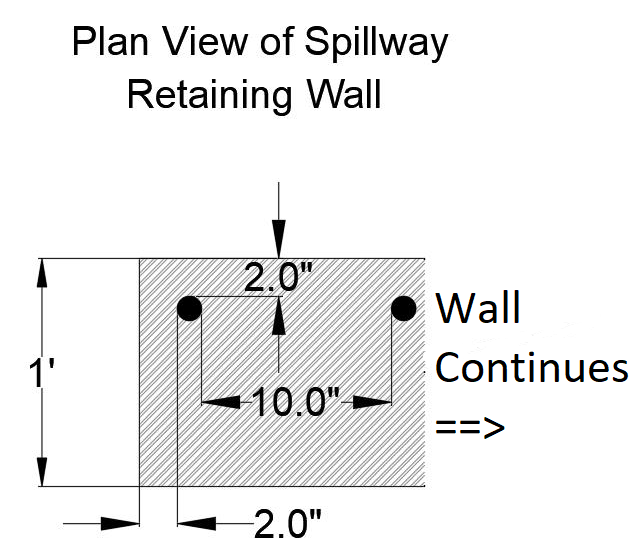 Plan View of Spillway
Retaining Wall
2.0"
Wall
Continues
==>
1'
10.0"
2.0"